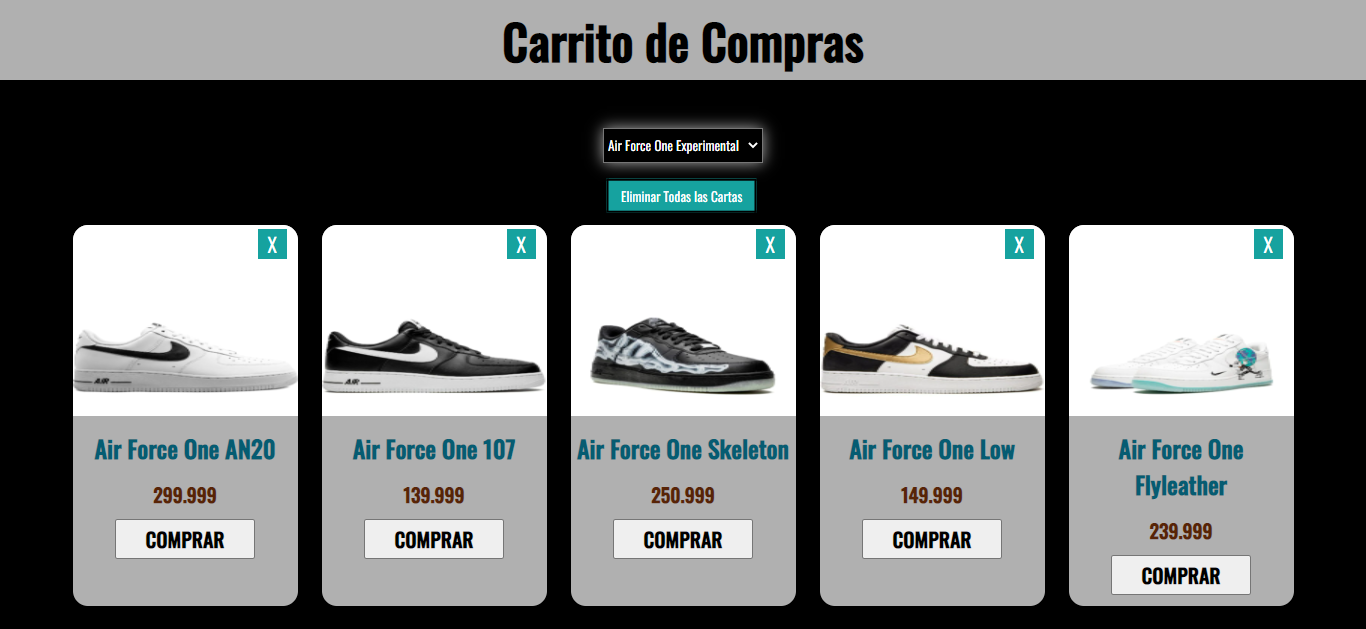 Carrito de Compras
Air Force One Experimental
Eliminar Todas las Cartas
X
X
X
X
X
AIR
AIR
Air Force One AN20
Air Force One 107
Air Force One Skeleton
Air Force One Low
Air Force One
Flyleather
299.999
139.999
250.999
149.999
239.999
COMPRAR
COMPRAR
COMPRAR
COMPRAR
COMPRAR